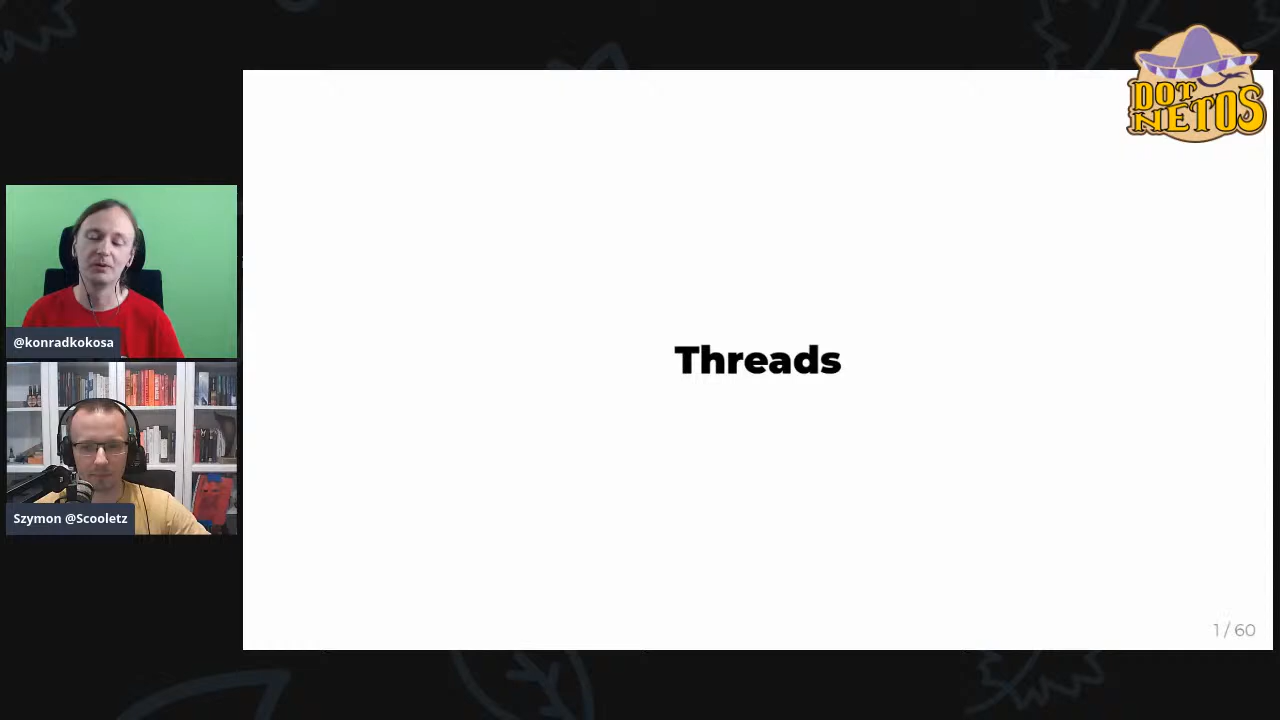 DOT
NETOS
@konradkokosa
Szymon @Scooletz
Threads
1 / 60